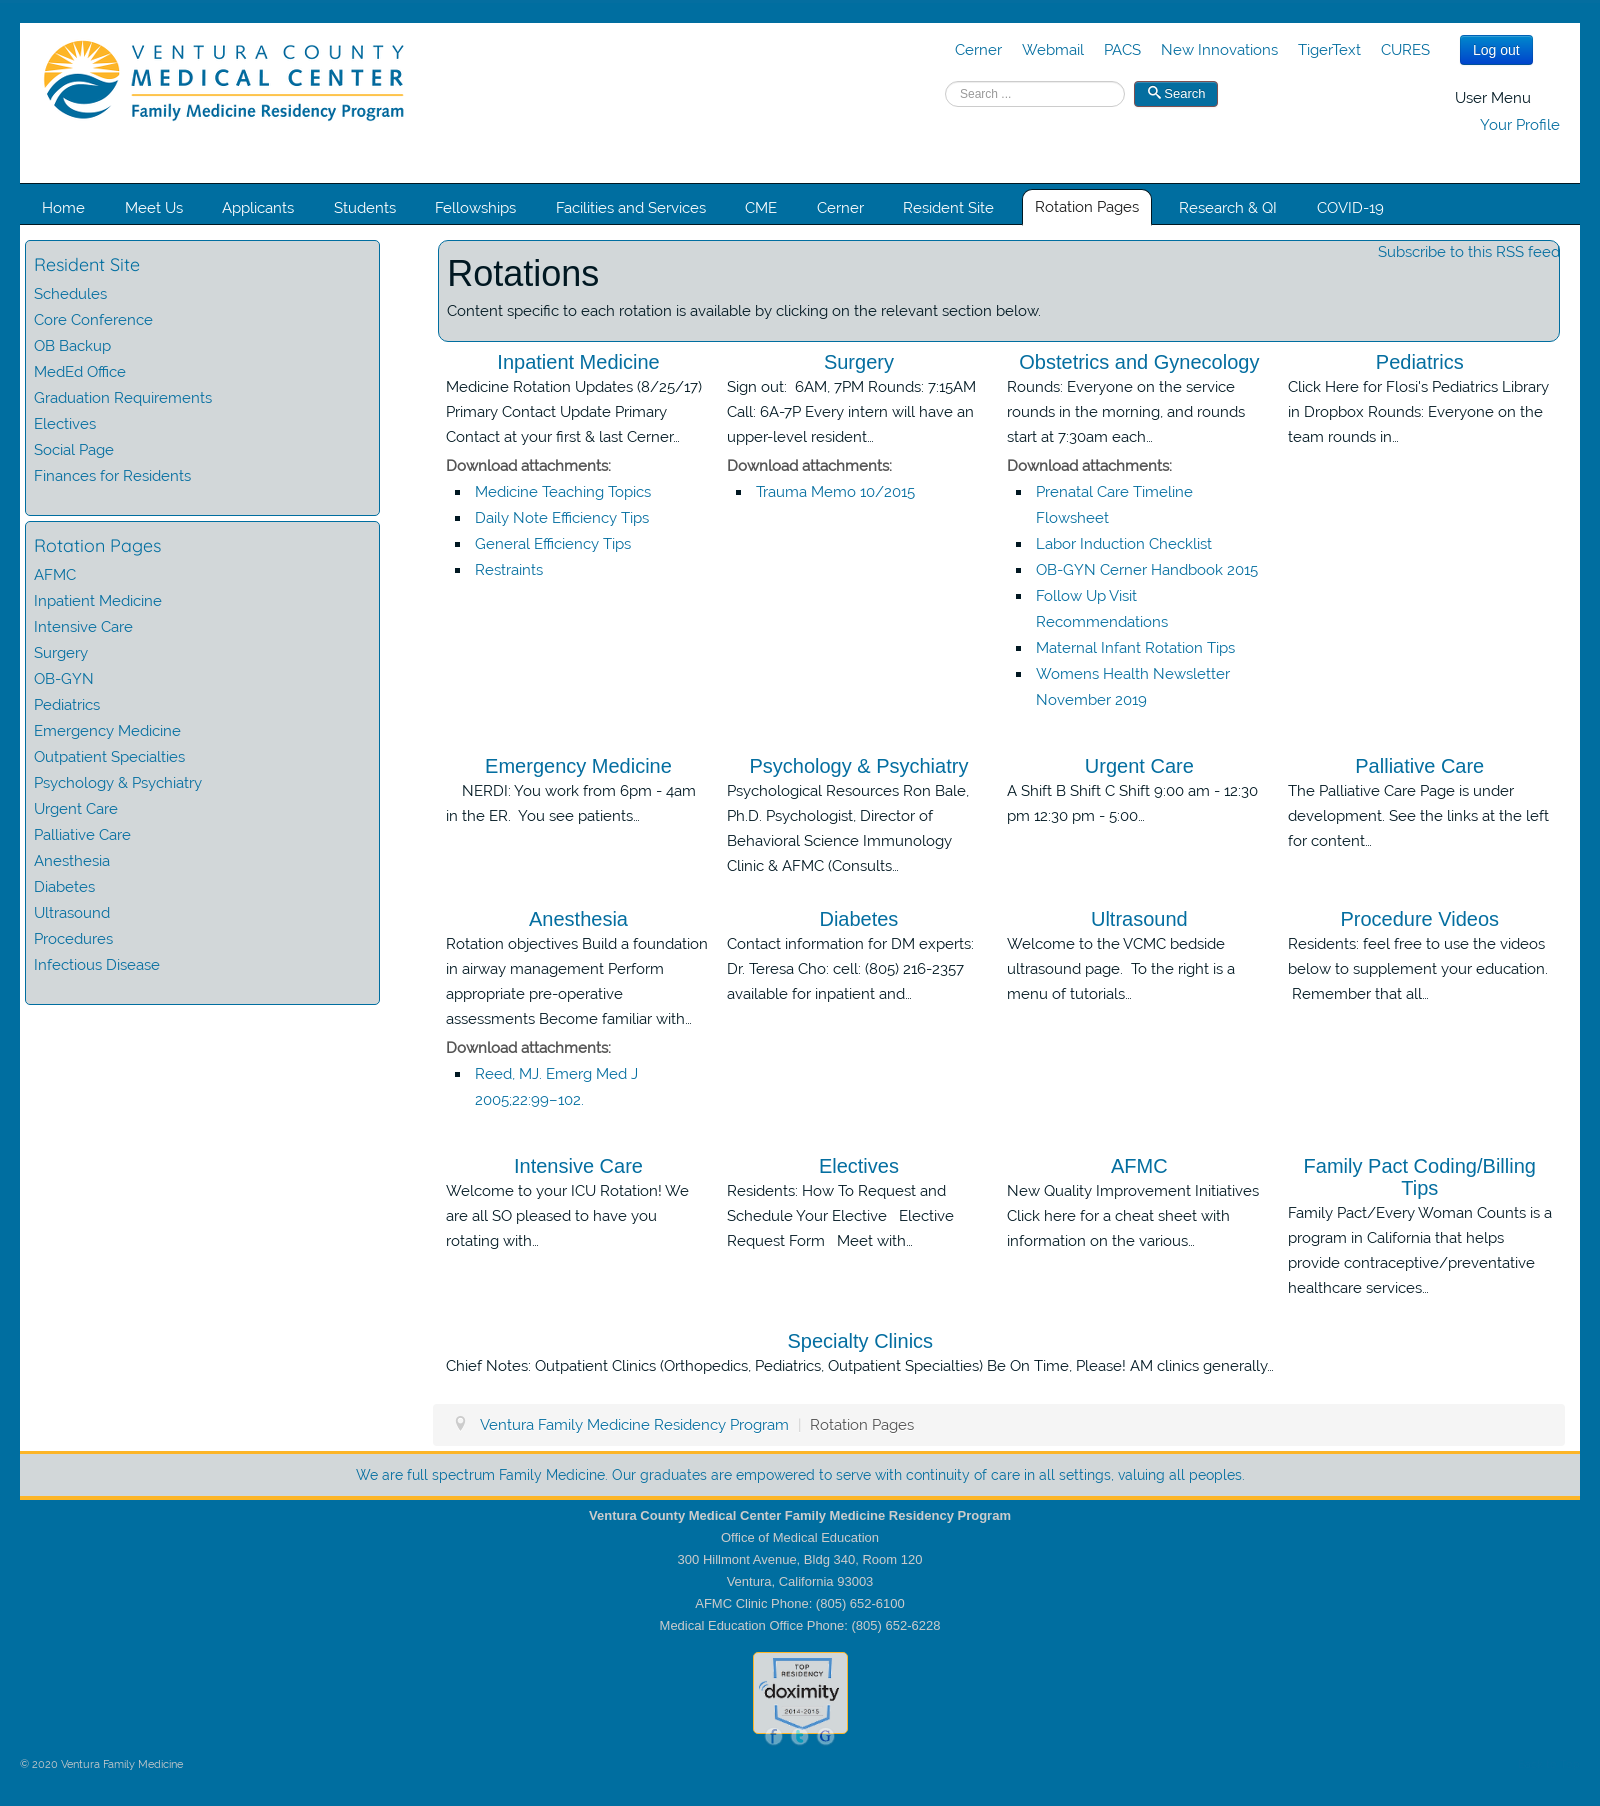 VENTURA COUNTY
MEDICAL CENTER
Family Medicine Residency Program
Cerner Webmail PACS New Innovations TigerText CURES
Log out
Search ...
Search
User Menu
Your Profile
Home Meet Us Applicants Students Fellowships Facilities and Services CME Cerner Resident Site Rotation Pages Research & QI COVID-19
Resident Site
Schedules
Core Conference
OB Backup
MedEd Office
Graduation Requirements
Electives
Social Page
Finances for Residents
Rotation Pages
AFMC
Inpatient Medicine
Intensive Care
Surgery
OB-GYN
Pediatrics
Emergency Medicine
Outpatient Specialties
Psychology & Psychiatry
Urgent Care
Palliative Care
Anesthesia
Diabetes
Ultrasound
Procedures
Infectious Disease
Subscribe to this RSS feed
Rotations
Content specific to each rotation is available by clicking on the relevant section below.
Inpatient Medicine
Medicine Rotation Updates (8/25/17)
Primary Contact Update Primary
Contact at your first & last Cerner...
Download attachments:
Medicine Teaching Topics
Daily Note Efficiency Tips
General Efficiency Tips
Restraints
Surgery
Sign out: 6AM, 7PM Rounds: 7:15AM
Call: 6A-7P Every intern will have an
upper-level resident...
Download attachments:
Trauma Memo 10/2015
Obstetrics and Gynecology
Rounds: Everyone on the service
rounds in the morning, and rounds
start at 7:30am each...
Download attachments:
Prenatal Care Timeline
Flowsheet
Labor Induction Checklist
OB-GYN Cerner Handbook 2015
Follow Up Visit
Recommendations
Maternal Infant Rotation Tips
Womens Health Newsletter
November 2019
Pediatrics
Click Here for Flosi's Pediatrics Library
in Dropbox Rounds: Everyone on the
team rounds in...
Emergency Medicine
NERDI: You work from 6pm - 4am
in the ER. You see patients...
Psychology & Psychiatry
Psychological Resources Ron Bale,
Ph.D. Psychologist, Director of
Behavioral Science Immunology
Clinic & AFMC (Consults...
Urgent Care
A Shift B Shift C Shift 9:00 am - 12:30
pm 12:30 pm - 5:00...
Palliative Care
The Palliative Care Page is under
development. See the links at the left
for content...
Anesthesia
Rotation objectives Build a foundation
in airway management Perform
appropriate pre-operative
assessments Become familiar with...
Download attachments:
Reed, MJ. Emerg Med J
2005;22:99–102.
Diabetes
Contact information for DM experts:
Dr. Teresa Cho: cell: (805) 216-2357
available for inpatient and...
Ultrasound
Welcome to the VCMC bedside
ultrasound page. To the right is a
menu of tutorials...
Procedure Videos
Residents: feel free to use the videos
below to supplement your education.
Remember that all...
Intensive Care
Welcome to your ICU Rotation! We
are all SO pleased to have you
rotating with...
Electives
Residents: How To Request and
Schedule Your Elective Elective
Request Form Meet with...
AFMC
New Quality Improvement Initiatives
Click here for a cheat sheet with
information on the various...
Family Pact Coding/Billing
Tips
Family Pact/Every Woman Counts is a
program in California that helps
provide contraceptive/preventative
healthcare services...
Specialty Clinics
Chief Notes: Outpatient Clinics (Orthopedics, Pediatrics, Outpatient Specialties) Be On Time, Please! AM clinics generally...
Ventura Family Medicine Residency Program | Rotation Pages
We are full spectrum Family Medicine. Our graduates are empowered to serve with continuity of care in all settings, valuing all peoples.
Ventura County Medical Center Family Medicine Residency Program
Office of Medical Education
300 Hillmont Avenue, Bldg 340, Room 120
Ventura, California 93003
AFMC Clinic Phone: (805) 652-6100
Medical Education Office Phone: (805) 652-6228
TOP
RESIDENCY
doximity
2014-2015
f t G
© 2020 Ventura Family Medicine